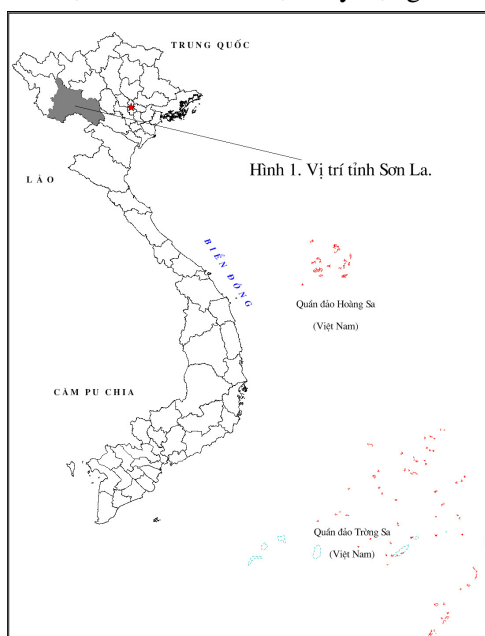 TRUNG QUỐC
Hình 1. Vị trí tỉnh Sơn La.
LÀO
BIỂN ĐÔNG
Quần đảo Hoàng Sa
(Việt Nam)
CĂM PU CHIA
Quần đảo Trờng Sa
(Việt Nam)